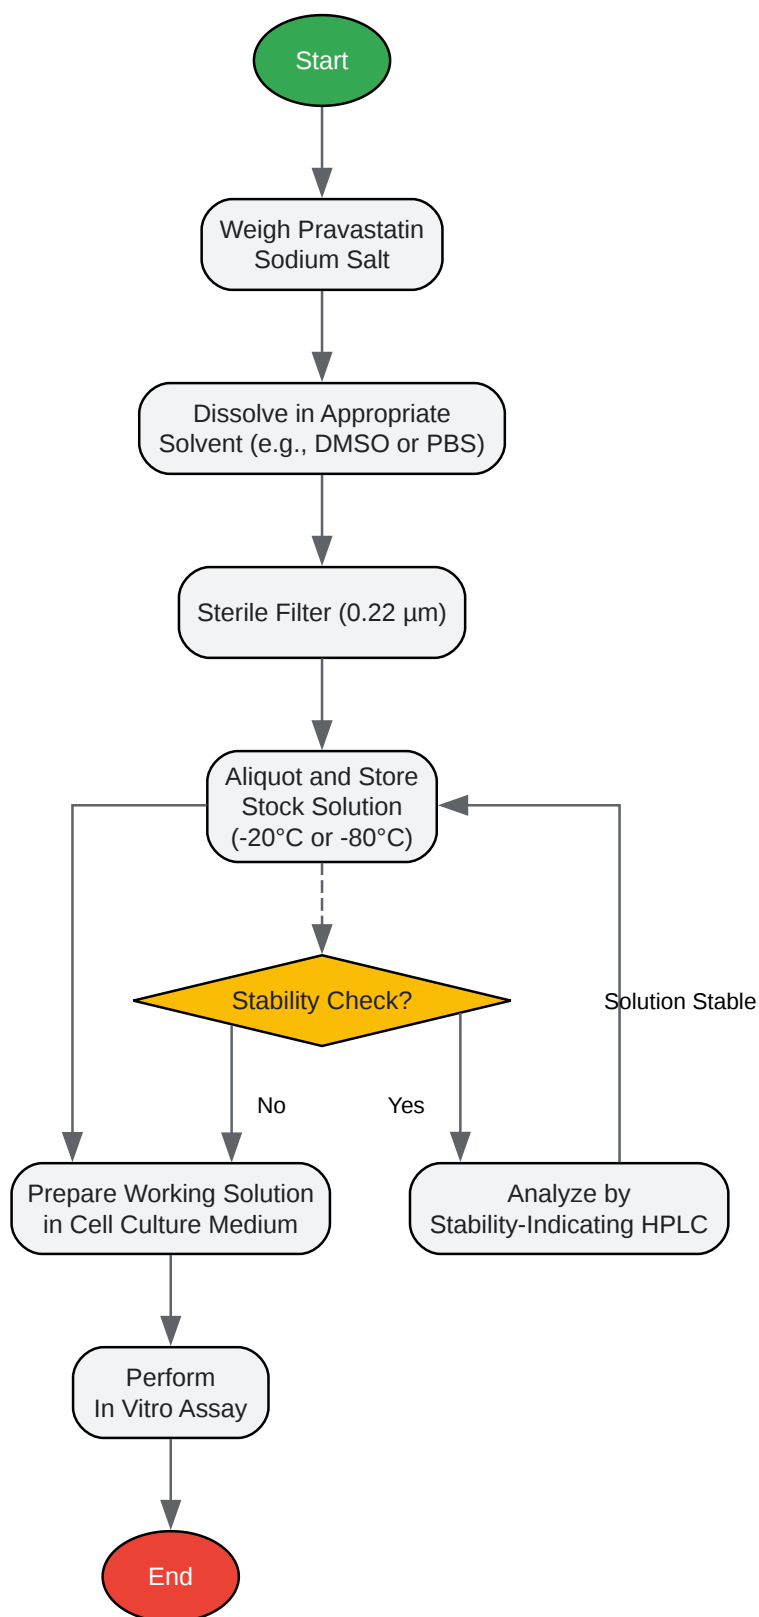 Start
Weigh Pravastatin
Sodium Salt
Dissolve in Appropriate
Solvent (e.g., DMSO or PBS)
Sterile Filter (0.22 µm)
Aliquot and Store
Stock Solution
(-20°C or -80°C)
Stability Check?
Solution Stable
No
Yes
Prepare Working Solution
in Cell Culture Medium
Analyze by
Stability-Indicating HPLC
Perform
In Vitro Assay
End